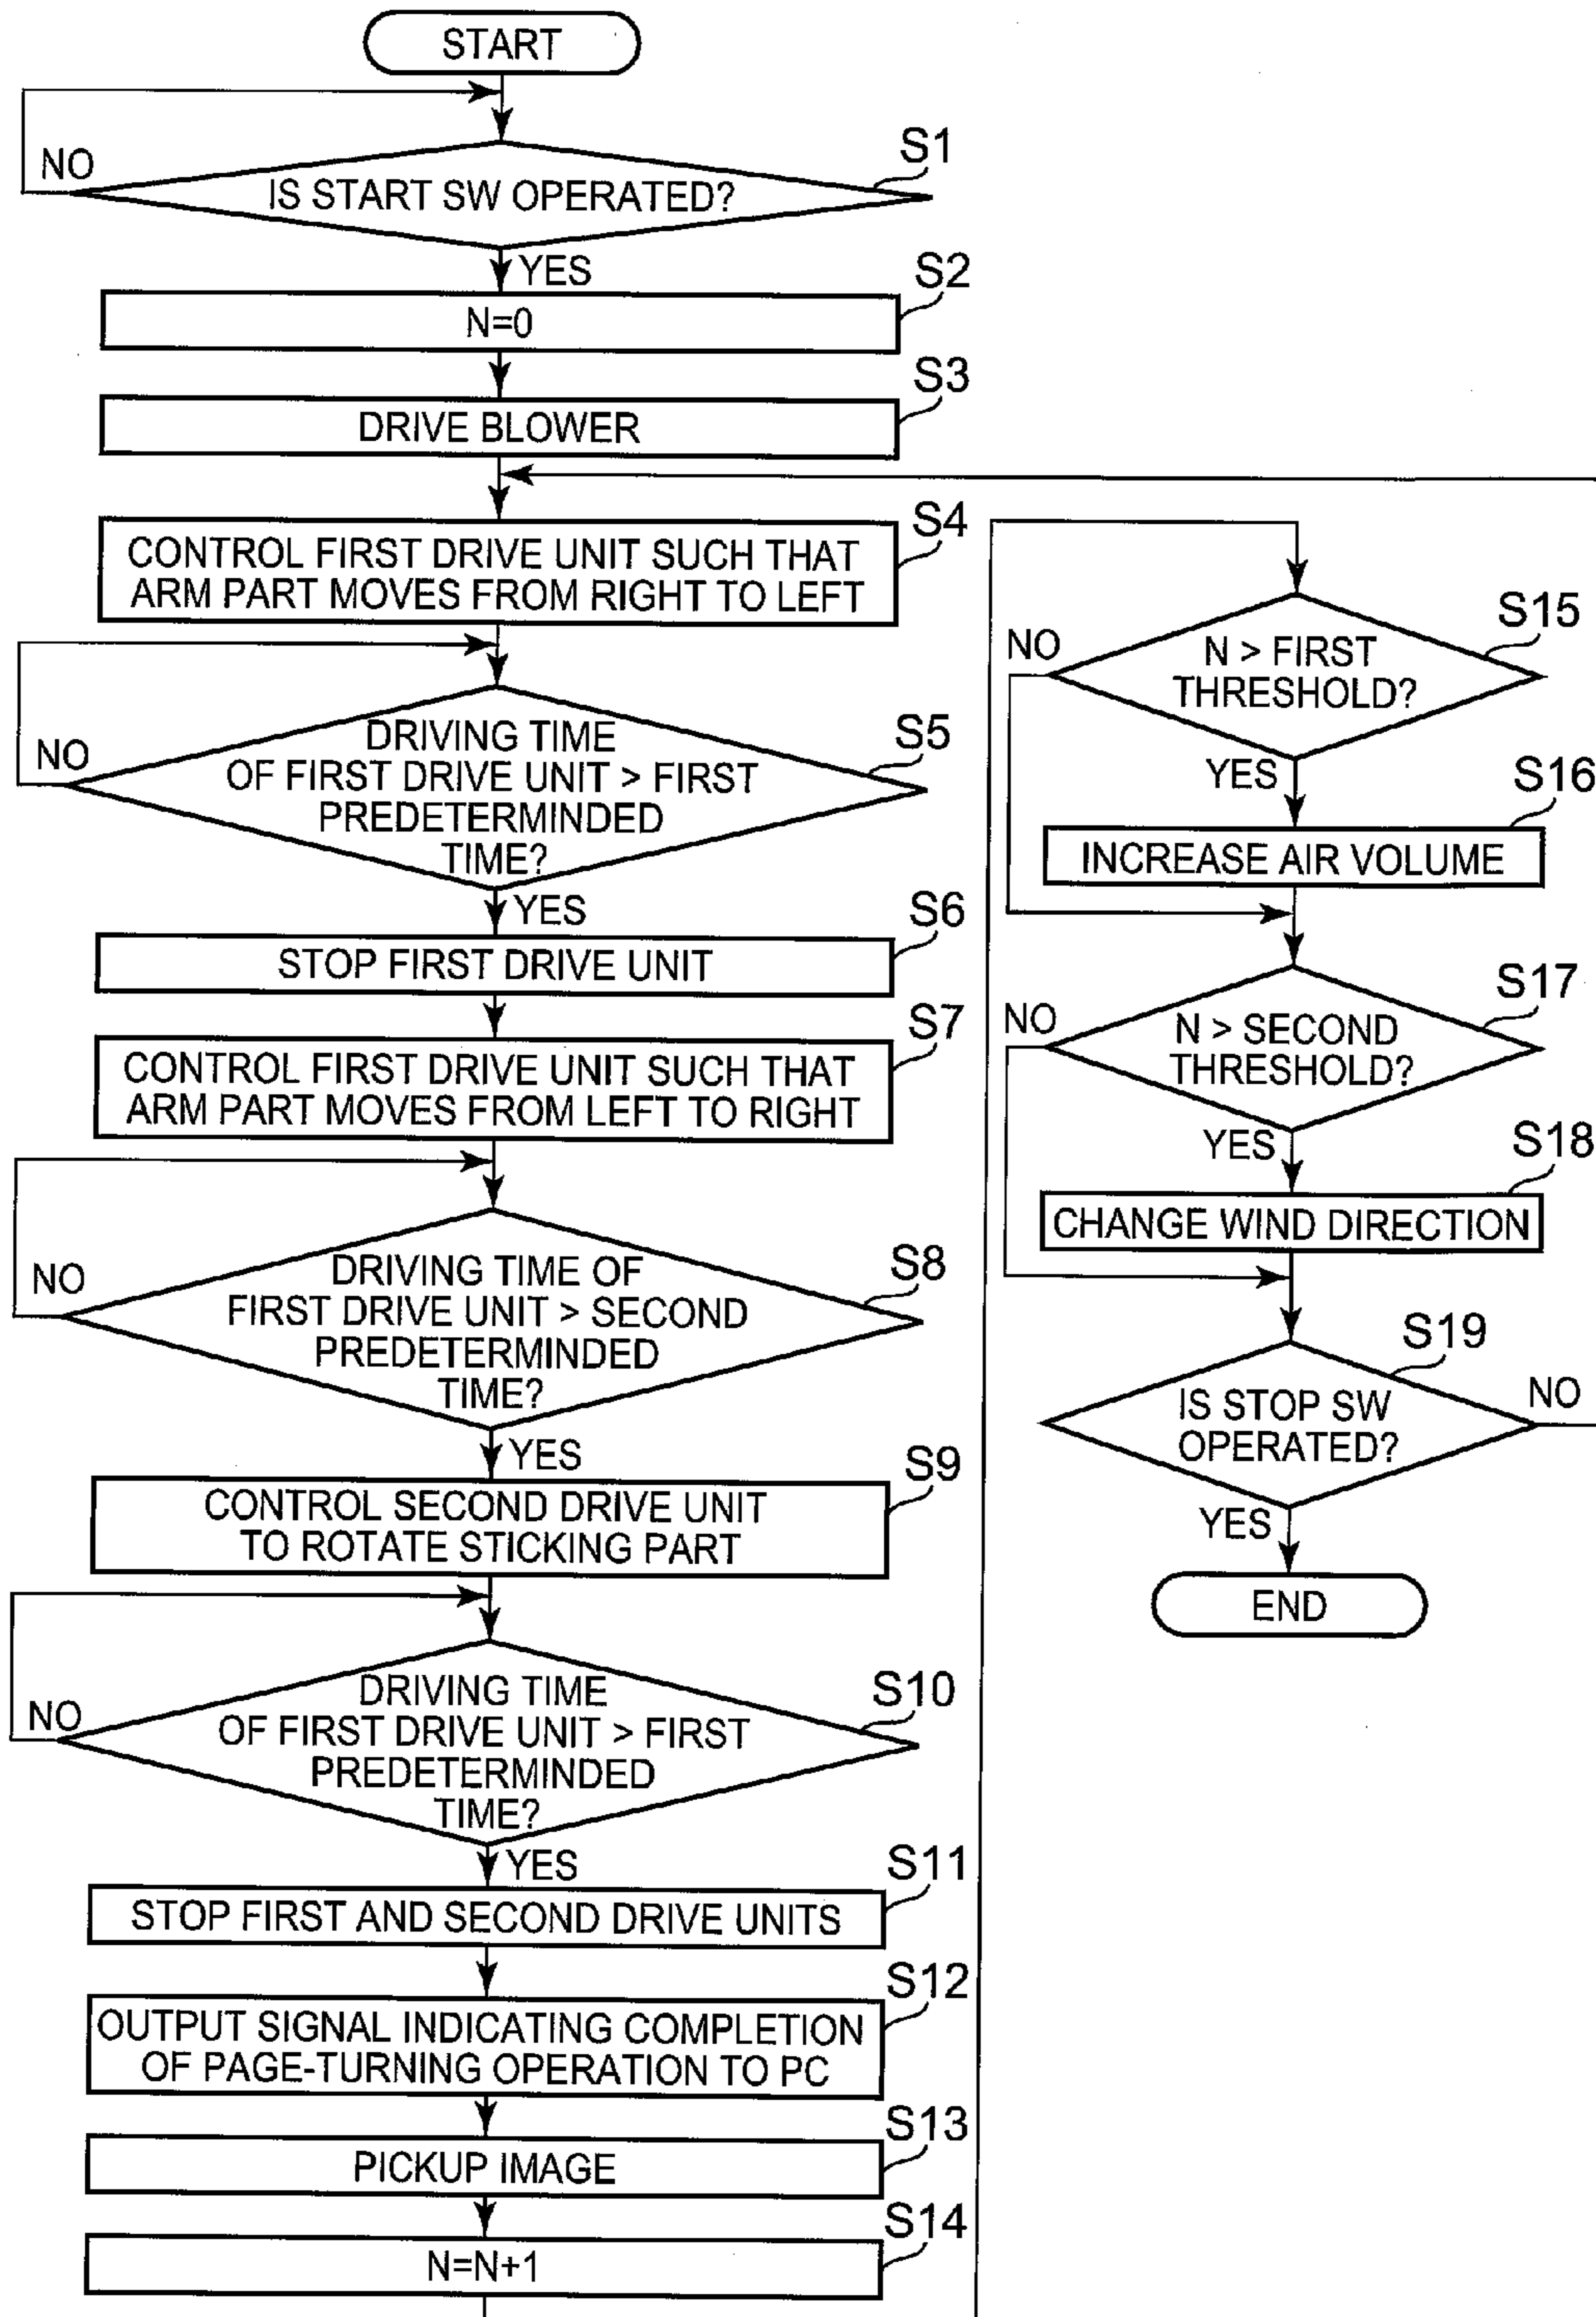 START
S1
NO
IS START SW OPERATED?
YES
S2
N=0
S3
DRIVE BLOWER
S4
CONTROL FIRST DRIVE UNIT SUCH THAT
ARM PART MOVES FROM RIGHT TO LEFT
S5
NO
DRIVING TIME
OF FIRST DRIVE UNIT > FIRST
PREDETERMINDED
TIME?
YES
S6
STOP FIRST DRIVE UNIT
S7
CONTROL FIRST DRIVE UNIT SUCH THAT
ARM PART MOVES FROM LEFT TO RIGHT
S8
NO
DRIVING TIME OF
FIRST DRIVE UNIT > SECOND
PREDETERMINDED
TIME?
YES
S9
CONTROL SECOND DRIVE UNIT
TO ROTATE STICKING PART
S10
NO
DRIVING TIME
OF FIRST DRIVE UNIT > FIRST
PREDETERMINDED
TIME?
YES
S11
STOP FIRST AND SECOND DRIVE UNITS
S12
OUTPUT SIGNAL INDICATING COMPLETION
OF PAGE-TURNING OPERATION TO PC
S13
PICKUP IMAGE
S14
N=N+1
S15
NO
N > FIRST
THRESHOLD?
YES
S16
INCREASE AIR VOLUME
S17
NO
N > SECOND
THRESHOLD?
YES
S18
CHANGE WIND DIRECTION
S19
NO
IS STOP SW
OPERATED?
YES
END